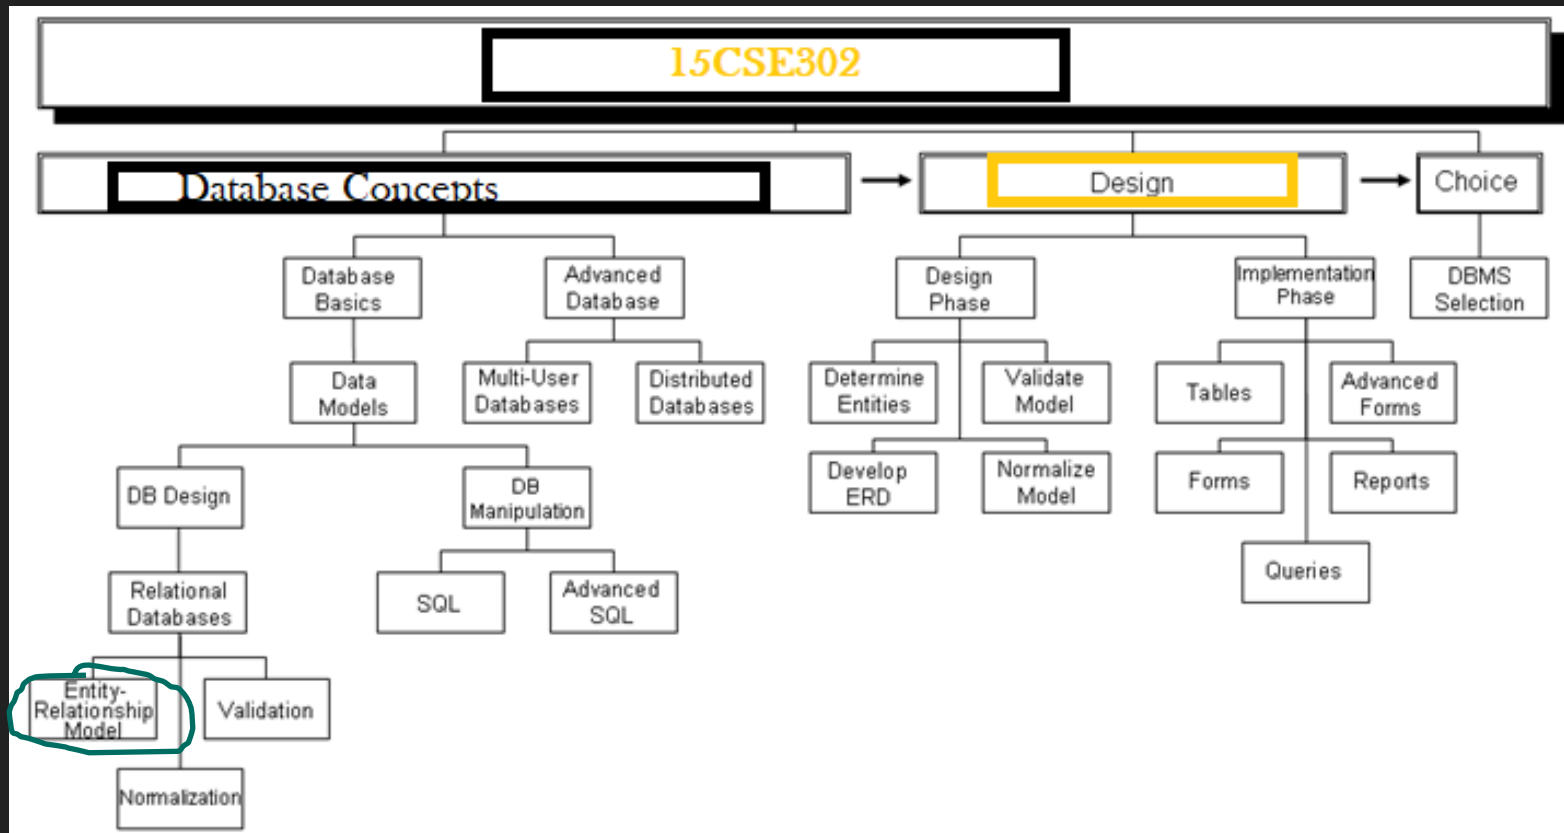 15CSE302
Database Concepts
Design
Choice
Database
Basics
Advanced
Database
Design
Phase
Implementation
Phase
DBMS
Selection
Data
Models
Multi-User
Databases
Distributed
Databases
Determine
Entities
Validate
Model
Tables
Advanced
Forms
DB Design
DB
Manipulation
Develop
ERD
Normalize
Model
Forms
Reports
Relational
Databases
SQL
Advanced
SQL
Queries
Entity-
Relationship
Model
Validation
Normalization